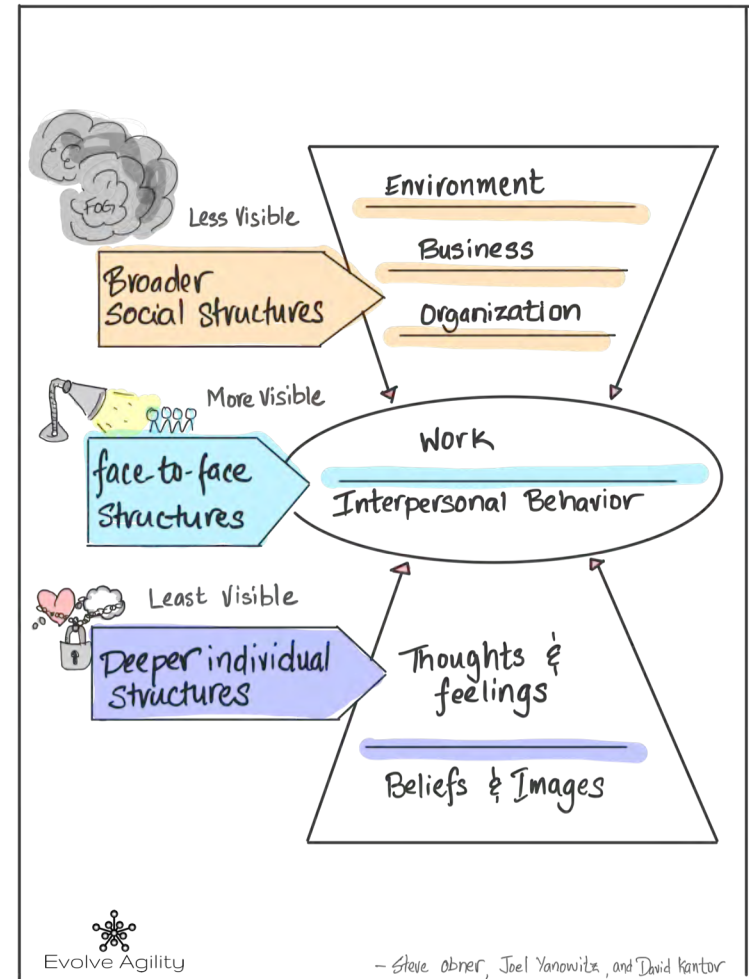 FOG
Less Visible
Environment
Business
Organization
Broader
Social Structures
More Visible
face-to-face
Structures
Work
Interpersonal Behavior
Least Visible
Deeper individual
Structures
Thoughts &
feelings
Beliefs & Images
Evolve Agility
- Steve obner, Joel Yanowitz, and David Kantor